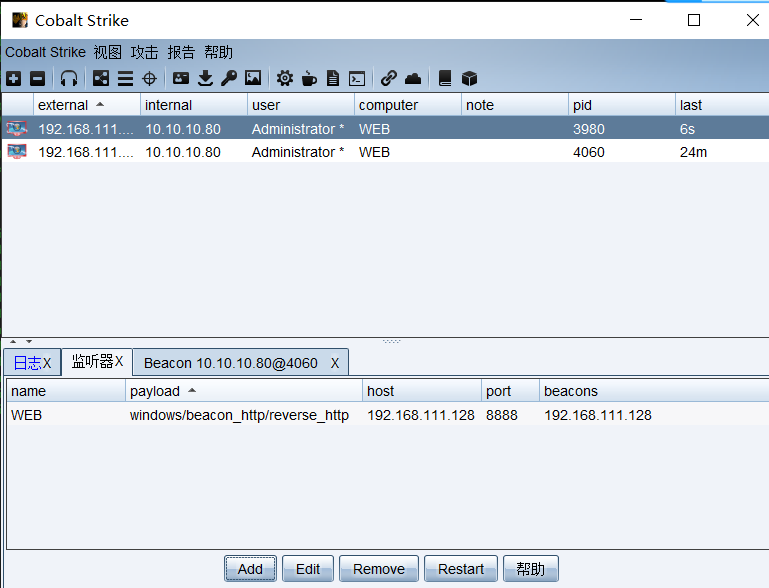 Cobalt Strike
Cobalt Strike 视图 攻击 报告 帮助
external internal user computer note pid last
192.168.111.... 10.10.10.80 Administrator * WEB 3980 6s
192.168.111.... 10.10.10.80 Administrator * WEB 4060 24m
日志X 监听器X Beacon 10.10.10.80@4060 X
name payload host port beacons
WEB windows/beacon_http/reverse_http 192.168.111.128 8888 192.168.111.128
Add Edit Remove Restart 帮助